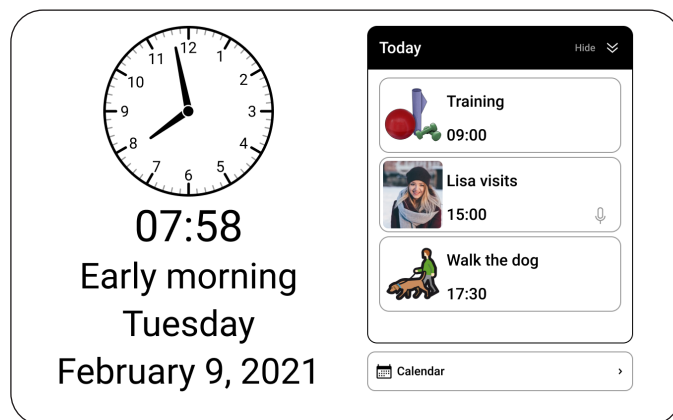 12
1
2
3
4
5
6
7
8
9
10
11
07:58
Early morning
Tuesday
February 9, 2021
Today Hide
Training
09:00
Lisa visits
15:00
Walk the dog
17:30
Calendar